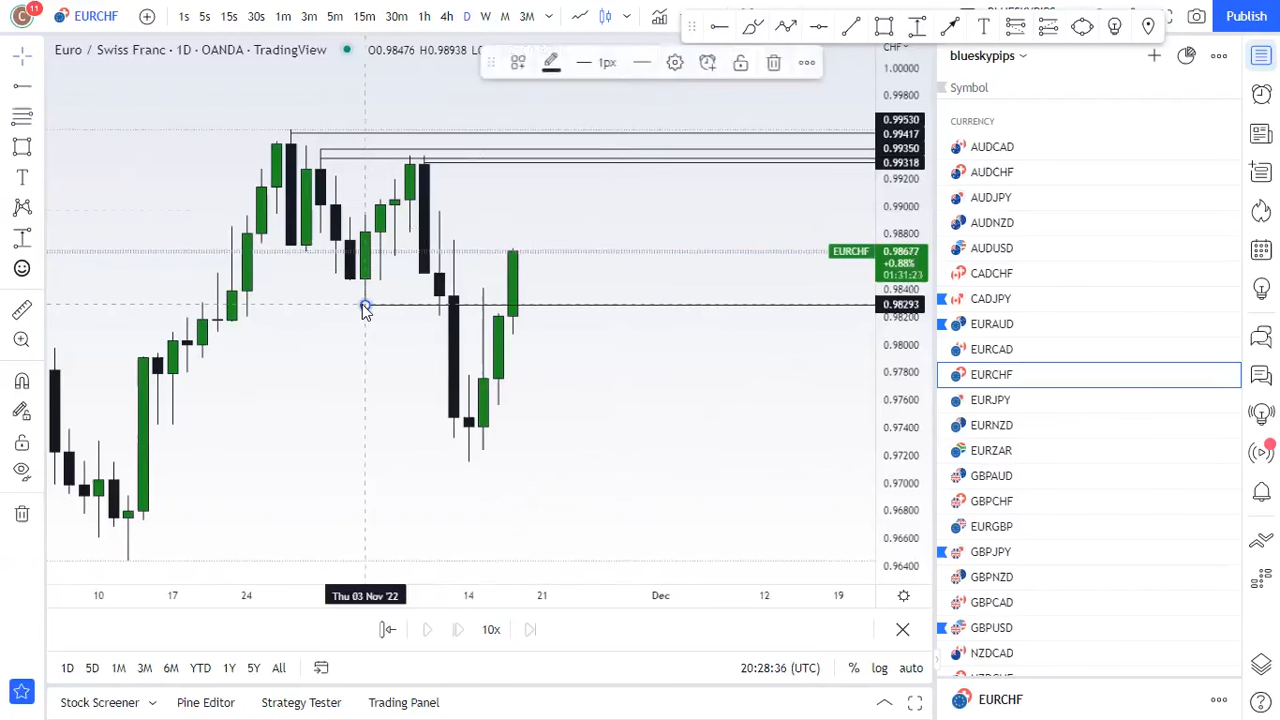 11
EURCHF
1s 5s 15s 30s 1m 3m 5m 15m 30m 1h 4h D W M 3M
Publish
Euro / Swiss Franc · 1D · OANDA · TradingView
O0.98476 H0.98938
1px
blueskypips
Symbol
CURRENCY
AUDCAD
AUDCHF
AUDJPY
AUDNZD
AUDUSD
CADCHF
CADJPY
EURAUD
EURCAD
EURCHF
EURJPY
EURNZD
EURZAR
GBPAUD
GBPCHF
EURGBP
GBPJPY
GBPNZD
GBPCAD
GBPUSD
NZDCAD
EURCHF
1.00000
0.99800
0.99530
0.99417
0.99350
0.99318
0.99200
0.99000
0.98800
EURCHF
0.98677
+0.88%
01:31:23
0.98400
0.98293
0.98200
0.98000
0.97800
0.97600
0.97400
0.97200
0.97000
0.96800
0.96600
0.96400
10 17 24 Thu 03 Nov '22 14 21 Dec 12 19
10x
1D 5D 1M 3M 6M YTD 1Y 5Y All
20:28:36 (UTC) % log auto
Stock Screener Pine Editor ategy Tester Trading Panel